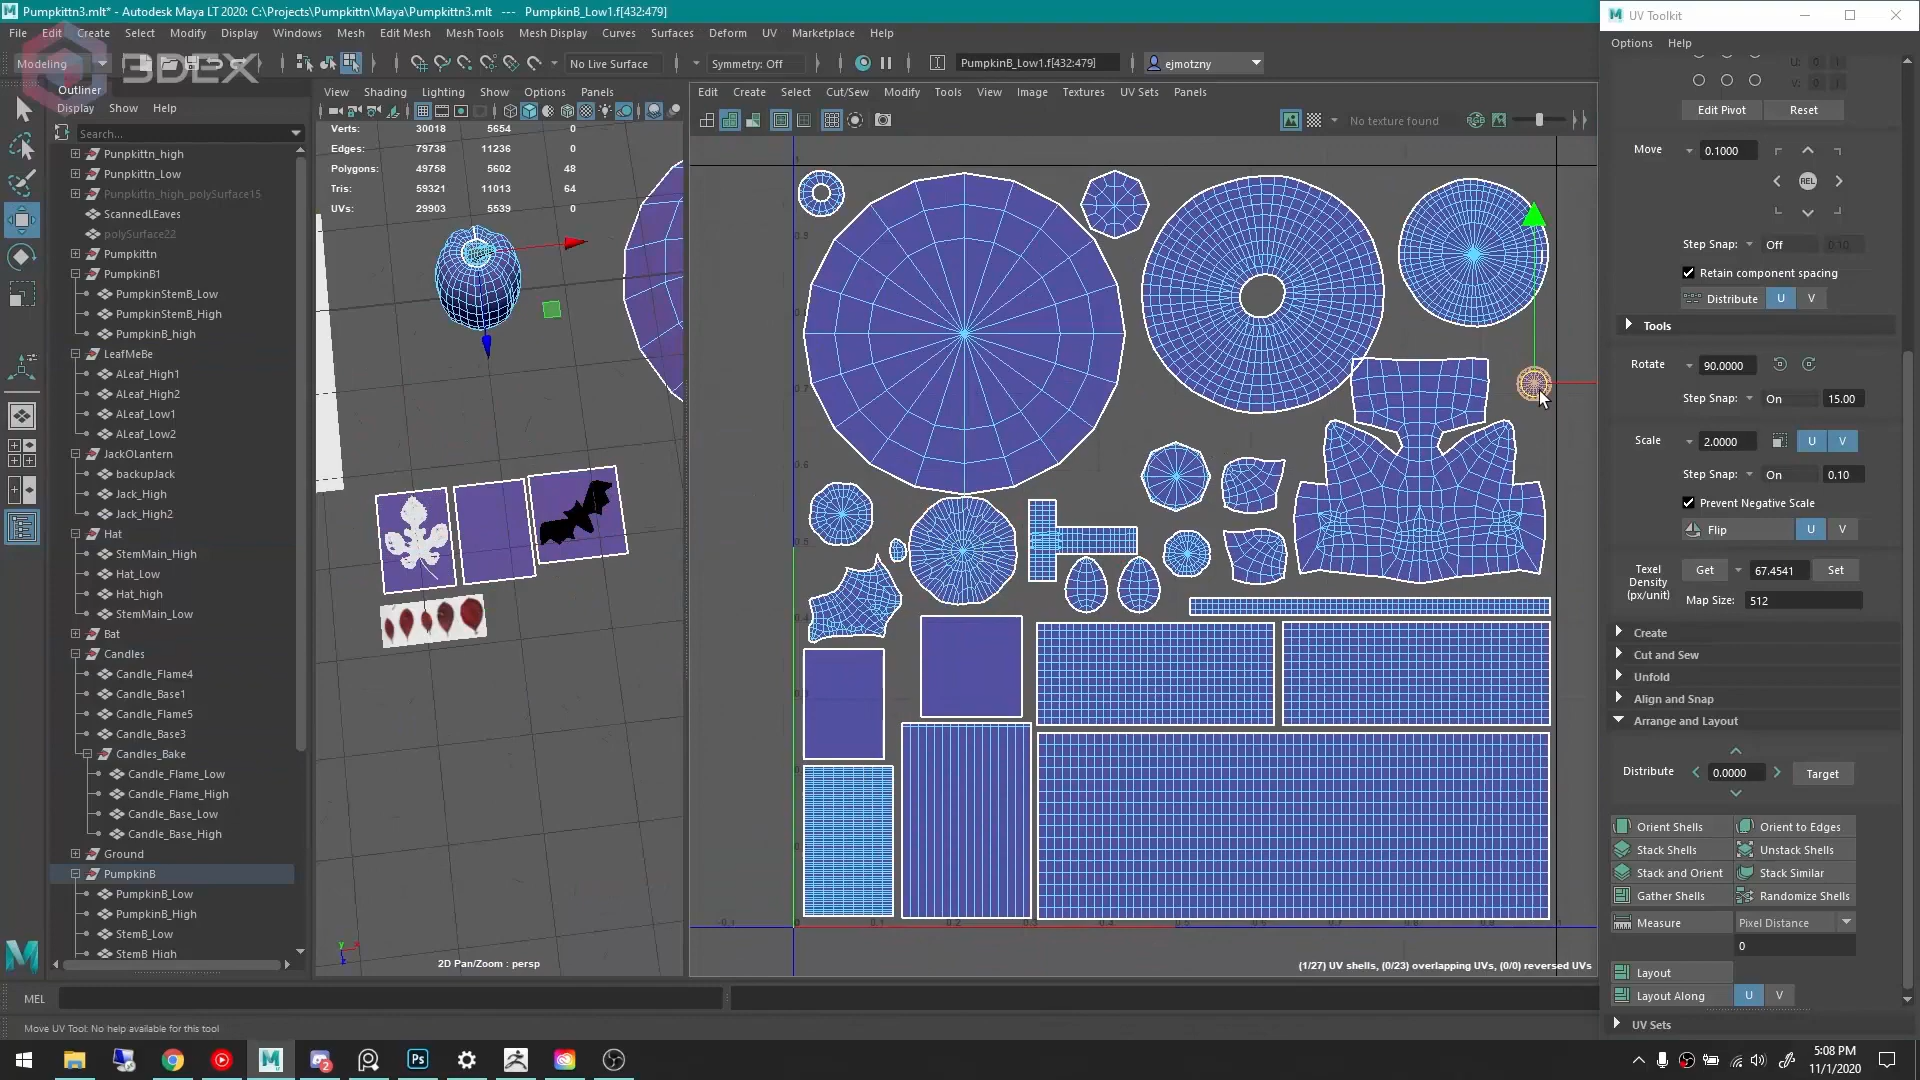 Pumpkittn3.mlt* - Autodesk Maya LT 2020: C:\Projects\Pumpkittn\Maya\Pumpkittn3.mlt --- PumpkinB_Low1.f[432:479]
File Edit Create Select Modify Display Windows Mesh Edit Mesh Mesh Tools Mesh Display Curves Surfaces Deform UV Marketplace Help
Modeling
3DEX
No Live Surface
Symmetry: Off
PumpkinB_Low1.f[432:479]
ejmotzny
Outliner
Display Show Help
Search...
Punpkittn_high
Punpkittn_Low
Punpkittn_high_polySurface15
ScannedLEaves
polySurface22
Pumpkittn
PumpkinB1
PumpkinStemB_Low
PumpkinStemB_High
PumpkinB_high
LeafMeBe
ALeaf_High1
ALeaf_High2
ALeaf_Low1
ALeaf_Low2
JackOLantern
backupJack
Jack_High
Jack_High2
Hat
StemMain_High
Hat_Low
Hat_high
StemMain_Low
Bat
Candles
Candle_Flame4
Candle_Base1
Candle_Flame5
Candle_Base3
Candles_Bake
Candle_Flame_Low
Candle_Flame_High
Candle_Base_Low
Candle_Base_High
Ground
PumpkinB
PumpkinB_Low
PumpkinB_High
StemB_Low
StemB_High
View Shading Lighting Show Options Panels
Verts: 30018 5654 0
Edges: 79738 11236 0
Polygons: 49758 5602 48
Tris: 59321 11013 64
UVs: 29903 5539 0
2D Pan/Zoom : persp
Edit Create Select Cut/Sew Modify Tools View Image Textures UV Sets Panels
No texture found
(1/27) UV shells, (0/23) overlapping UVs, (0/0) reversed UVs
UV Toolkit
Options Help
U: 0 1
V: 0 1
Edit Pivot Reset
Move 0.1000
REL
Step Snap: Off 0.10
Retain component spacing
Distribute U V
Tools
Rotate 90.0000
Step Snap: On 15.00
Scale 2.0000 U V
Step Snap: On 0.10
Prevent Negative Scale
Flip U V
Texel Density (px/unit) Get 67.4541 Set
Map Size: 512
Create
Cut and Sew
Unfold
Align and Snap
Arrange and Layout
Distribute 0.0000 Target
Orient Shells Orient to Edges
Stack Shells Unstack Shells
Stack and Orient Stack Similar
Gather Shells Randomize Shells
Measure Pixel Distance
0
Layout
Layout Along U V
UV Sets
MEL
Move UV Tool: No help available for this tool
5:08 PM
11/1/2020